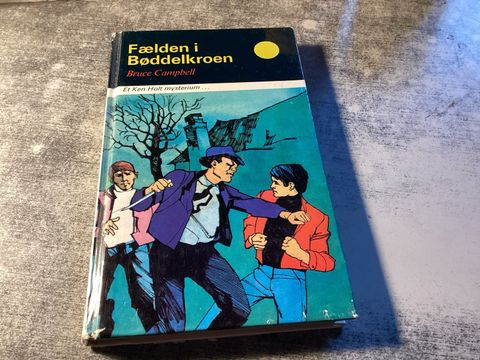 Fælden i
Bøddelkroen
Bruce Campbell
Et Ken Holt mysterium...